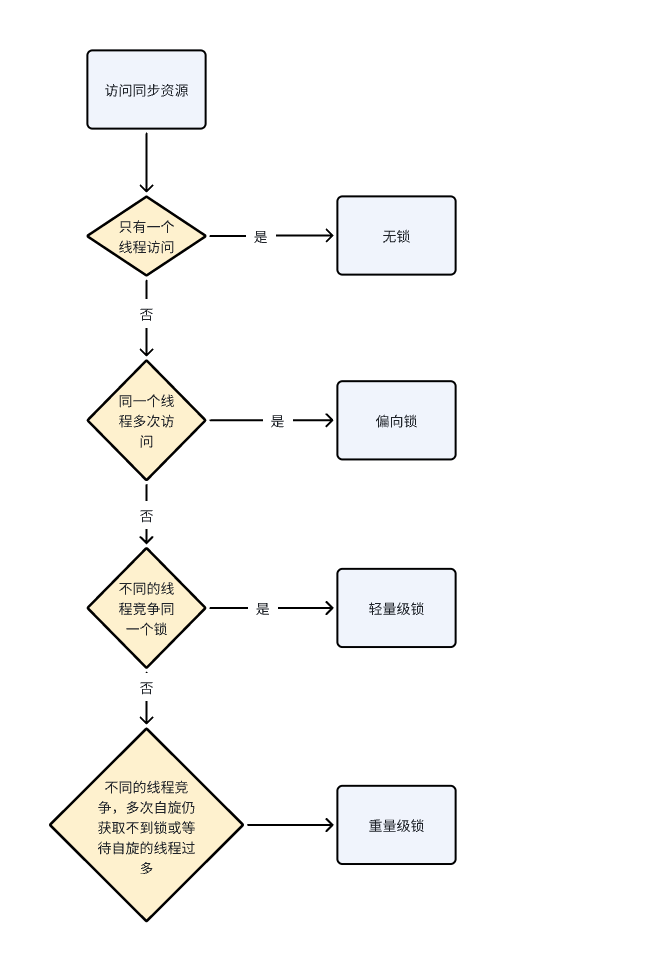 访问同步资源
只有一个
线程访问
是
无锁
否
同一个线
程多次访
问
是
偏向锁
否
不同的线
程竞争同
一个锁
是
轻量级锁
否
不同的线程竞
争，多次自旋仍
获取不到锁或等
待自旋的线程过
多
重量级锁